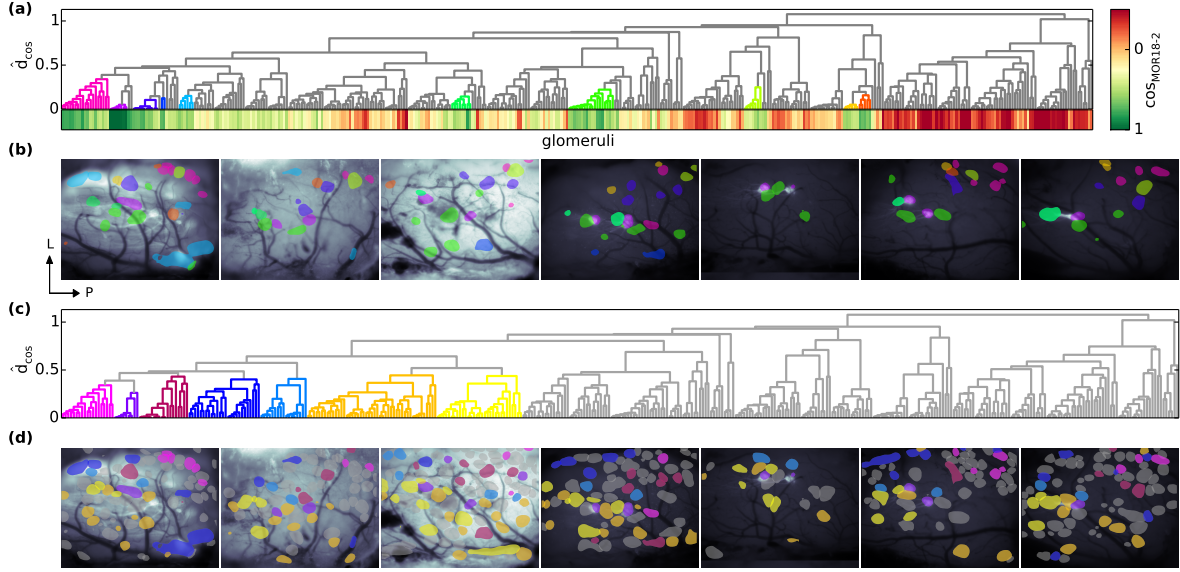 (a)
1
0.5
0
d̂cos
glomeruli
0
1
cosMOR18-2
(b)
L
P
(c)
1
0.5
0
d̂cos
(d)